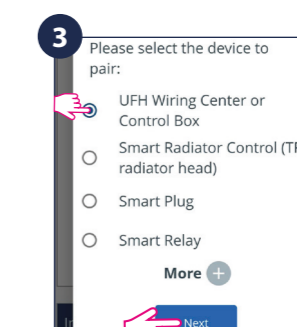 3
Please select the device to
pair:
UFH Wiring Center or
Control Box
Smart Radiator Control (TR
radiator head)
Smart Plug
Smart Relay
More +
Next